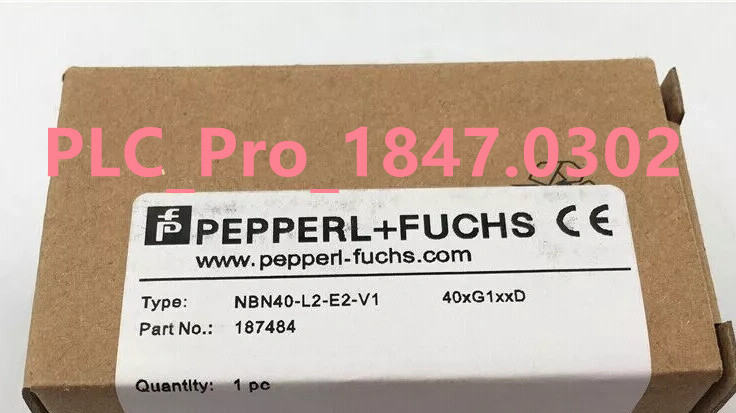 PLC_Pro_1847.0302
PEPPERL+FUCHS CE
www.pepperl-fuchs.com
Type: NBN40-L2-E2-V1 40xG1xxD
Part No.: 187484
Quantity: 1 pc